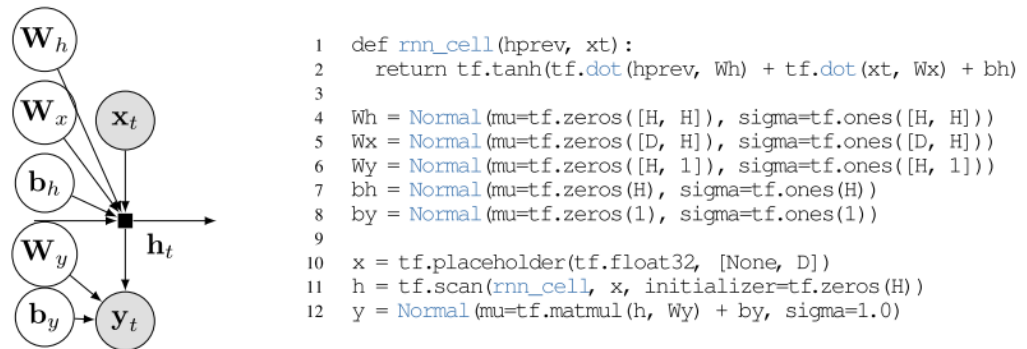 W_h
W_x
x_t
b_h
h_t
W_y
b_y
y_t
1 def rnn_cell(hprev, xt):
2   return tf.tanh(tf.dot(hprev, Wh) + tf.dot(xt, Wx) + bh)
3
4 Wh = Normal(mu=tf.zeros([H, H]), sigma=tf.ones([H, H]))
5 Wx = Normal(mu=tf.zeros([D, H]), sigma=tf.ones([D, H]))
6 Wy = Normal(mu=tf.zeros([H, 1]), sigma=tf.ones([H, 1]))
7 bh = Normal(mu=tf.zeros(H), sigma=tf.ones(H))
8 by = Normal(mu=tf.zeros(1), sigma=tf.ones(1))
9
10 x = tf.placeholder(tf.float32, [None, D])
11 h = tf.scan(rnn_cell, x, initializer=tf.zeros(H))
12 y = Normal(mu=tf.matmul(h, Wy) + by, sigma=1.0)